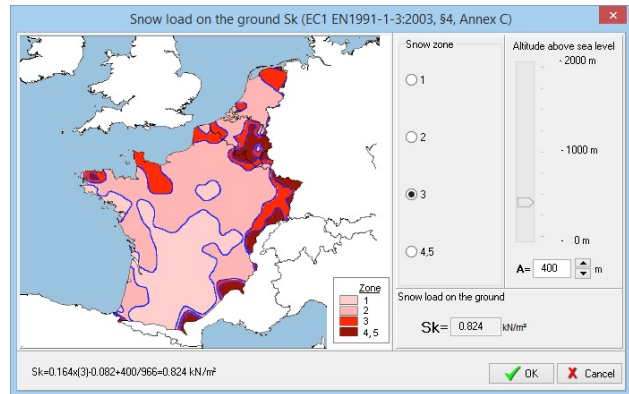 Snow load on the ground Sk (EC1 EN1991-1-3:2003, §4, Annex C)
Snow zone
1
2
3
4,5
Altitude above sea level
- 2000 m
- 1000 m
- 0 m
A= 400 m
Zone
1
2
3
4,5
Snow load on the ground
Sk= 0.824 kN/m²
Sk=0.164x(3)-0.082+400/966=0.824 kN/m²
OK
Cancel